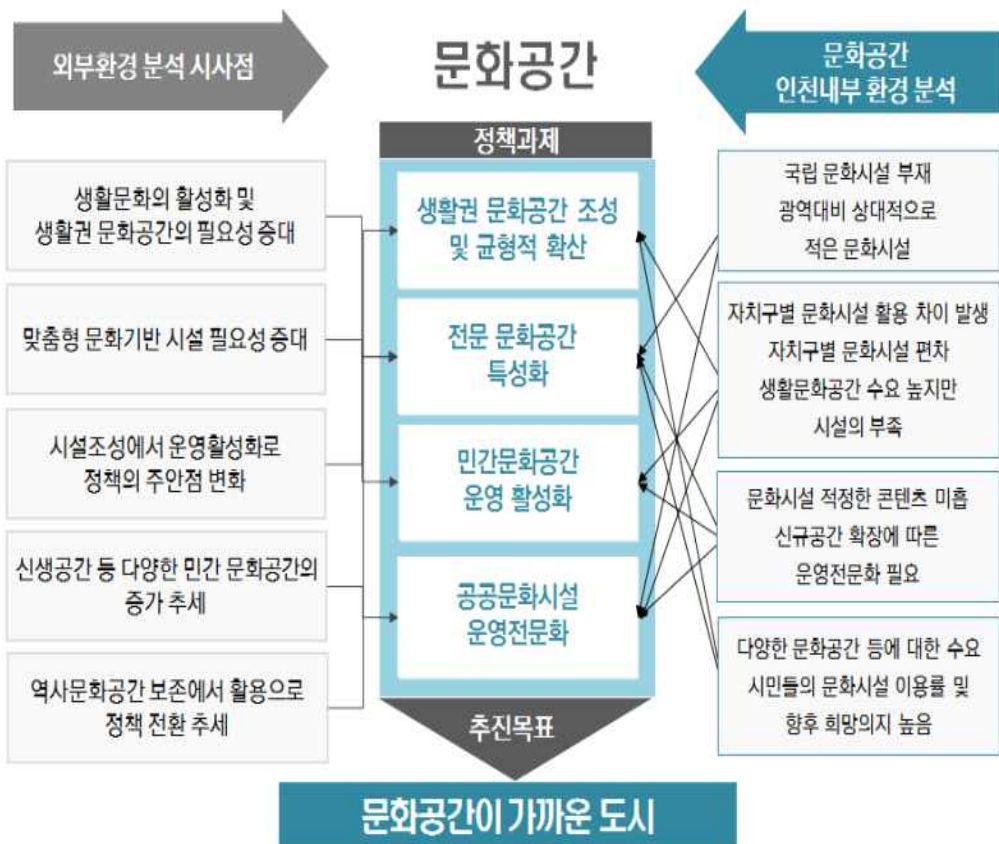 외부환경 분석 시사점
문화공간
문화공간
인천내부 환경 분석
정책과제
생활문화의 활성화 및
생활권 문화공간의 필요성 증대
맞춤형 문화기반 시설 필요성 증대
시설조성에서 운영활성화로
정책의 주안점 변화
신생공간 등 다양한 민간 문화공간의
증가 추세
역사문화공간 보존에서 활용으로
정책 전환 추세
생활권 문화공간 조성
및 균형적 확산
전문 문화공간
특성화
민간문화공간
운영 활성화
공공문화시설
운영전문화
국립 문화시설 부재
광역대비 상대적으로
적은 문화시설
자치구별 문화시설 활용 차이 발생
자치구별 문화시설 편차
생활문화공간 수요 높지만
시설의 부족
문화시설 적정한 콘텐츠 미흡
신규공간 확장에 따른
운영전문화 필요
다양한 문화공간 등에 대한 수요
시민들의 문화시설 이용률 및
향후 희망의지 높음
추진목표
문화공간이 가까운 도시